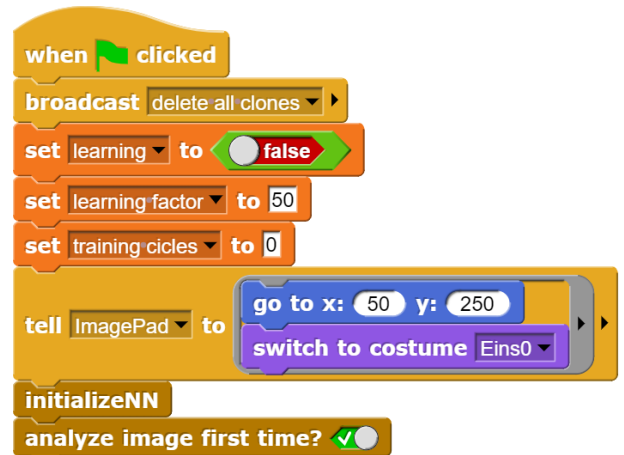 when clicked
broadcast delete all clones
set learning to false
set learning factor to 50
set training cicles to 0
go to x: 50 y: 250
tell ImagePad to
switch to costume Eins0
initializeNN
analyze image first time?